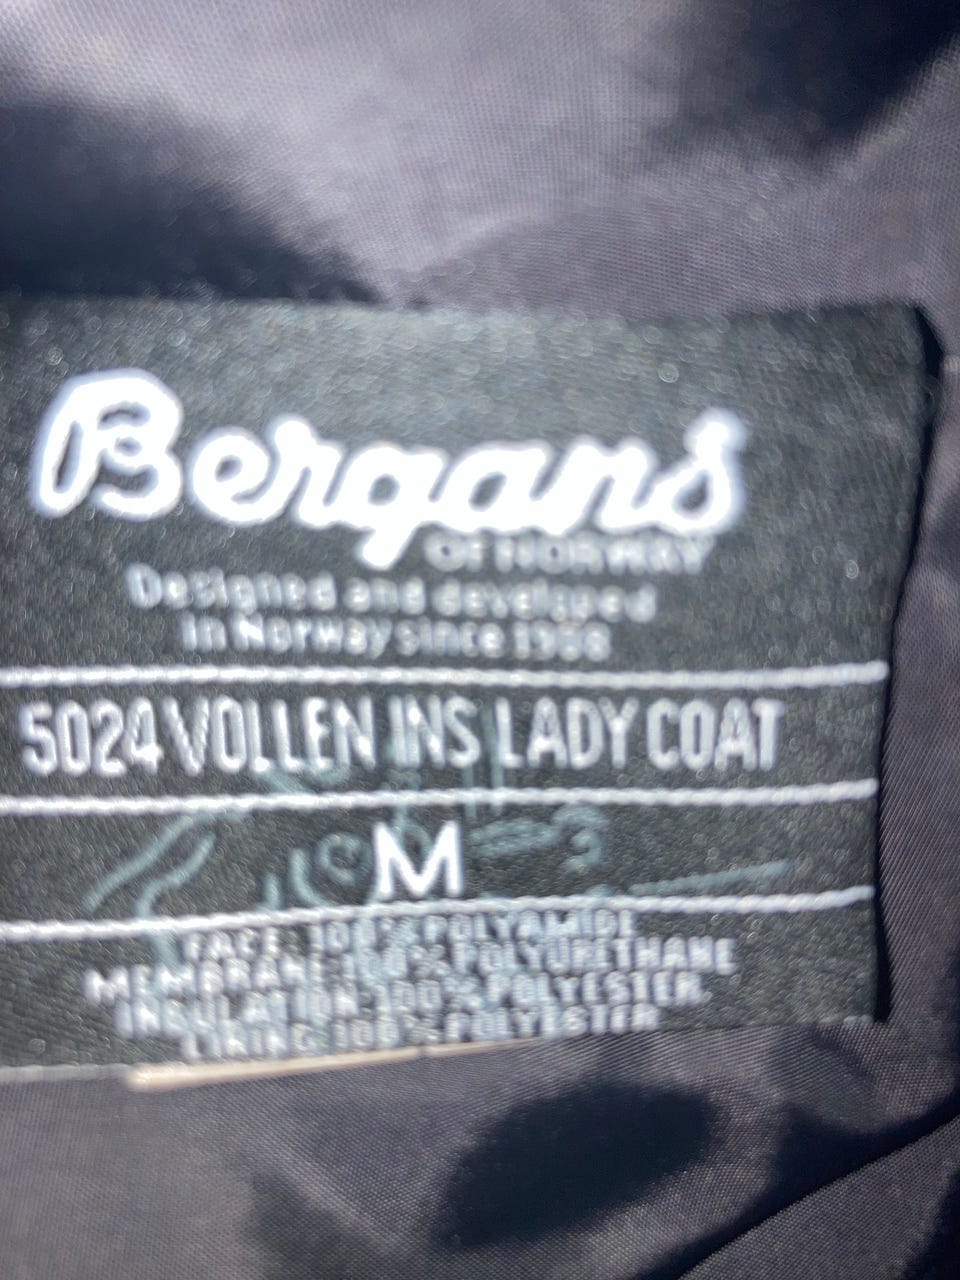 Bergans
OF NORWAY
Designed and developed
in Norway since 1908
5024 VOLLEN INS LADY COAT
M
FACE: 100% POLYAMIDE
MEMBRANE: 100% POLYURETHANE
INSULATION: 100% POLYESTER
LINING: 100% POLYESTER